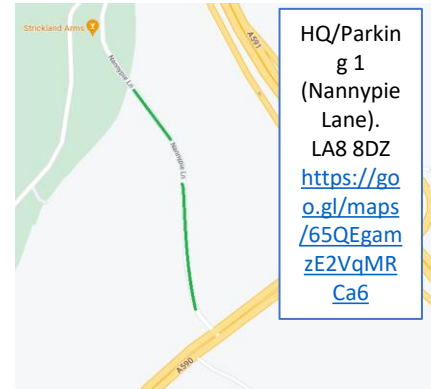 Strickland Arms
A591
Nannypie Ln
Nannypie Ln
A590
HQ/Parkin
g 1
(Nannypie
Lane).
LA8 8DZ
https://go
o.gl/maps
/65QEgam
zE2VqMR
Ca6